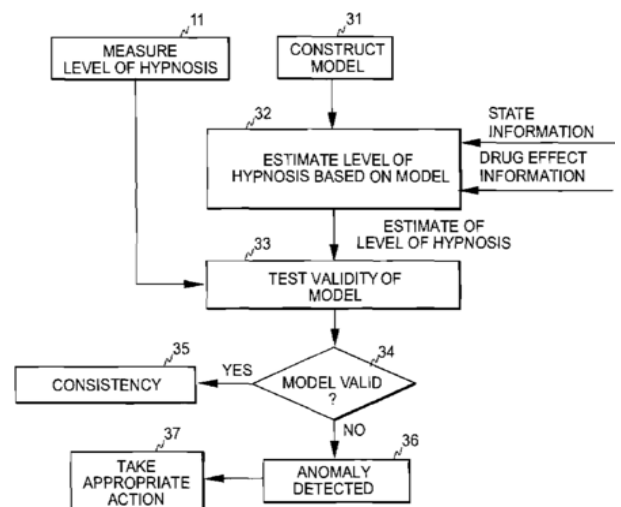 11
MEASURE
LEVEL OF HYPNOSIS
31
CONSTRUCT
MODEL
32
ESTIMATE LEVEL OF
HYPNOSIS BASED ON MODEL
STATE
INFORMATION
DRUG EFFECT
INFORMATION
ESTIMATE OF
LEVEL OF HYPNOSIS
33
TEST VALIDITY OF
MODEL
34
MODEL VALID
?
YES
35
CONSISTENCY
NO
36
ANOMALY
DETECTED
37
TAKE
APPROPRIATE
ACTION